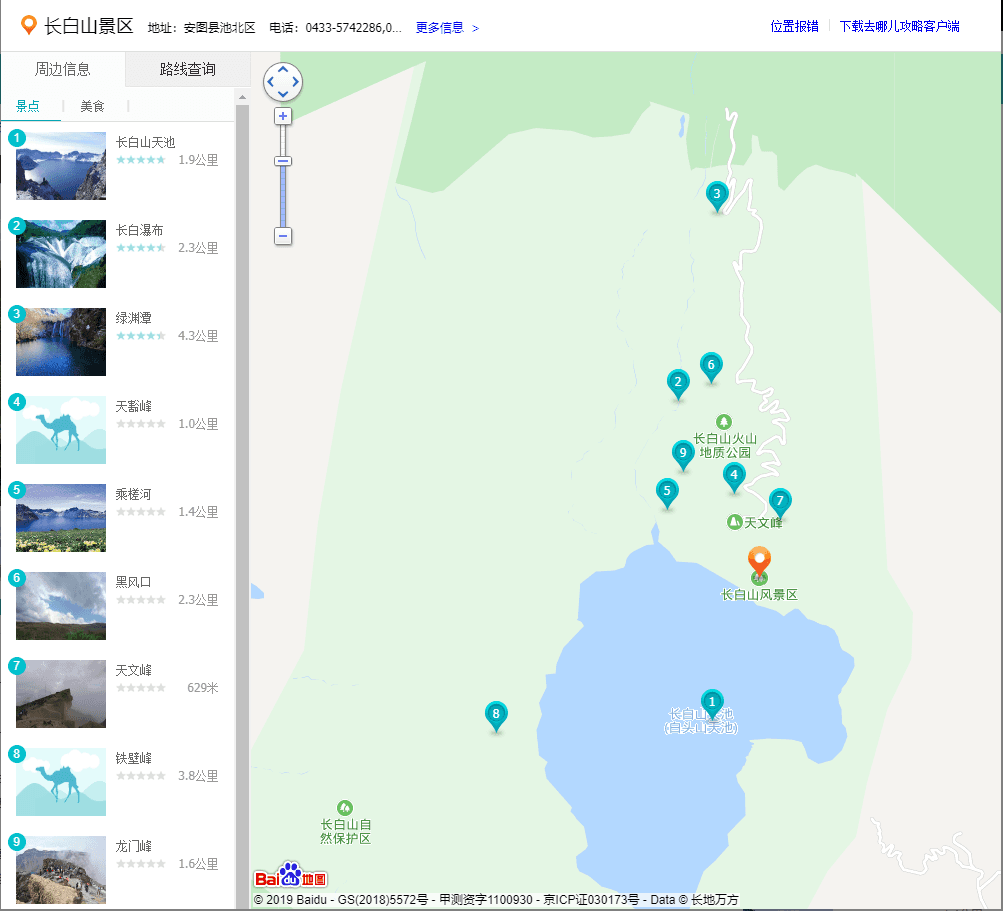 长白山景区 地址：安图县池北区 电话：0433-5742286,0... 更多信息 > 位置报错 下载去哪儿攻略客户端
周边信息 路线查询
景点 美食
1 长白山天池
1.9公里
2 长白瀑布
2.3公里
3 绿渊潭
4.3公里
4 天豁峰
1.0公里
5 乘槎河
1.4公里
6 黑风口
2.3公里
7 天文峰
629米
8 铁壁峰
3.8公里
9 龙门峰
1.6公里
3
6
2
长白山火山
地质公园
9
4
5
7
天文峰
长白山风景区
1
长白山天池
(白头山天池)
8
长白山自
然保护区
Bai du 地图
© 2019 Baidu - GS(2018)5572号 - 甲测资字1100930 - 京ICP证030173号 - Data © 长地万方